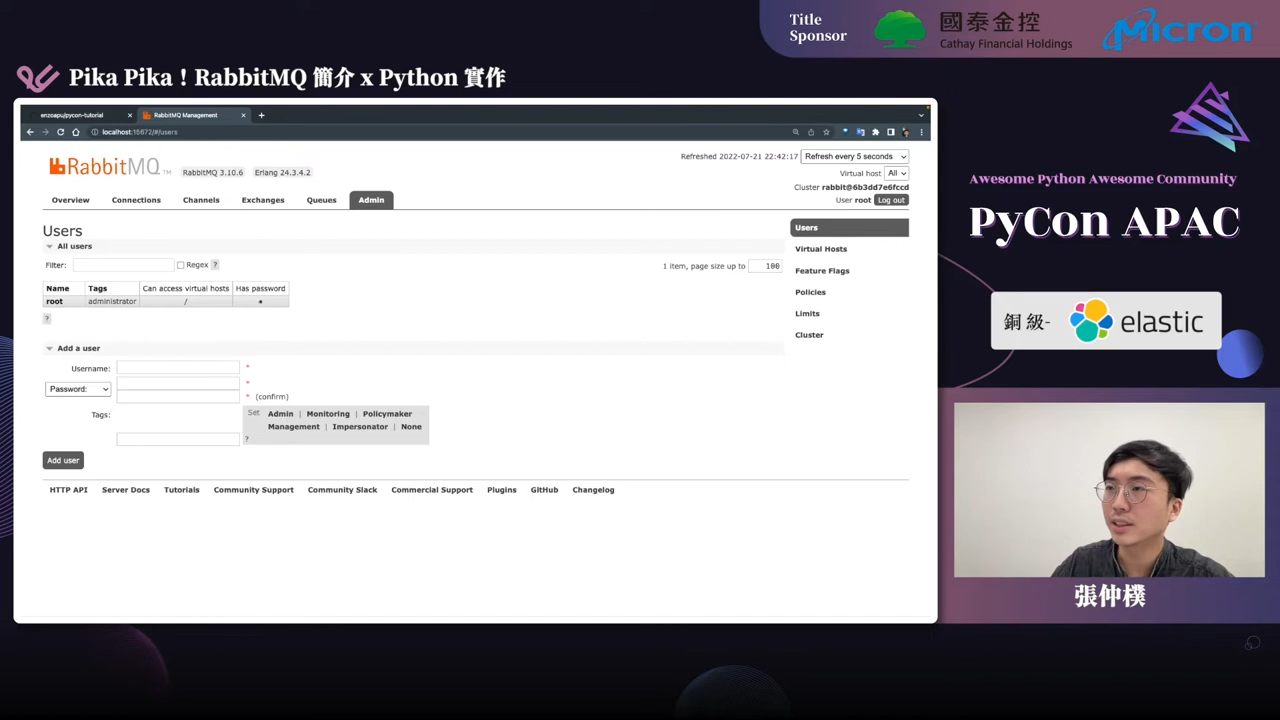 Title
Sponsor
國泰金控
Cathay Financial Holdings
Micron
Pika Pika！RabbitMQ 簡介 x Python 實作
enzoapu/pycon-tutorial
RabbitMQ Management
localhost:15672/#/users
RabbitMQ TM
RabbitMQ 3.10.6
Erlang 24.3.4.2
Refreshed 2022-07-21 22:42:17
Refresh every 5 seconds
Virtual host
All
Cluster rabbit@6b3dd7e6fccd
User root
Log out
Overview
Connections
Channels
Exchanges
Queues
Admin
Users
All users
Filter:
Regex ?
1 item, page size up to
100
Name Tags Can access virtual hosts Has password
root administrator / •
?
Add a user
Username: *
Password: *
* (confirm)
Tags:
Set Admin | Monitoring | Policymaker
Management | Impersonator | None
?
Add user
HTTP API Server Docs Tutorials Community Support Community Slack Commercial Support Plugins GitHub Changelog
Users
Virtual Hosts
Feature Flags
Policies
Limits
Cluster
Awesome Python Awesome Community
PyCon APAC
銅級- elastic
張仲樸